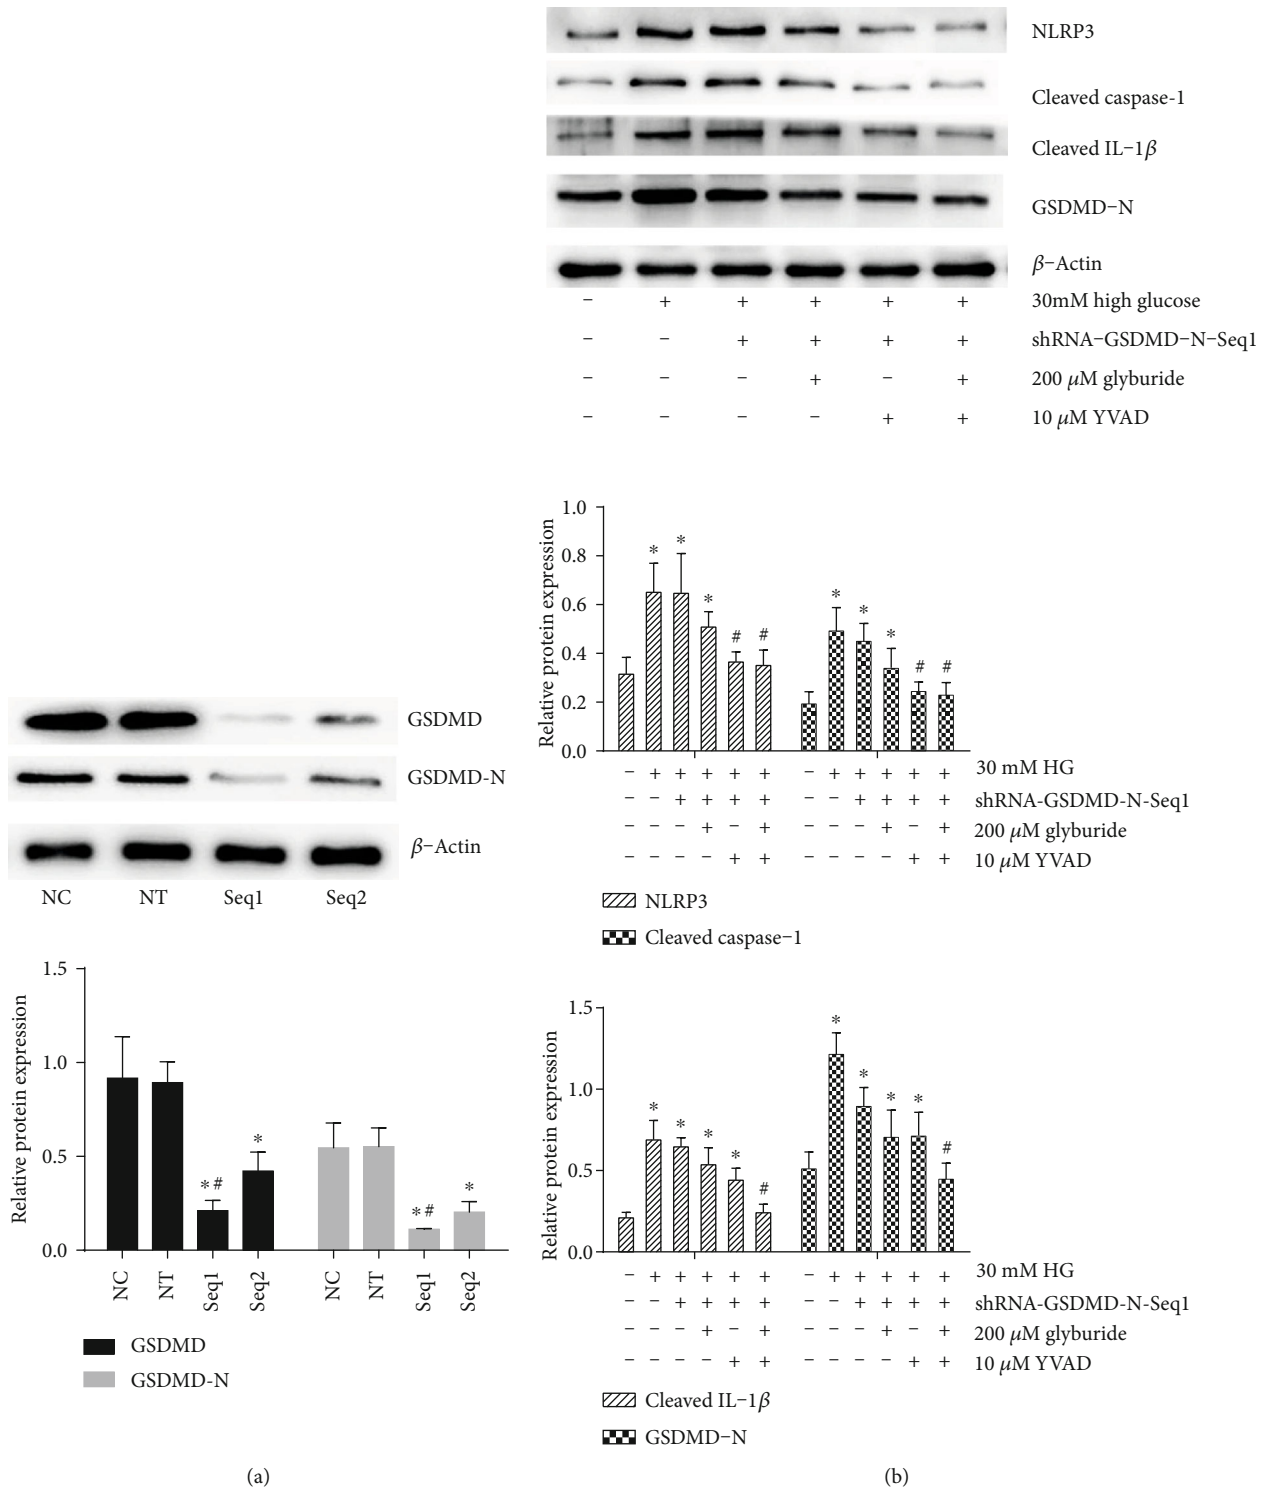 NLRP3
Cleaved caspase-1
Cleaved IL−1β
GSDMD−N
β−Actin
− + + + + + 30mM high glucose
− − + + + + shRNA−GSDMD−N−Seq1
− − − + − + 200 μM glyburide
− − − − + + 10 μM YVAD
GSDMD
GSDMD-N
β−Actin
NC NT Seq1 Seq2
Relative protein expression
1.5
1.0
0.5
0.0
* # * * # *
NC NT Seq1 Seq2 NC NT Seq1 Seq2
GSDMD
GSDMD-N
(a)
Relative protein expression
1.0
0.8
0.6
0.4
0.2
0.0
* * * # # * * * # #
− + + + + + − + + + + + 30 mM HG
− − + + + + − − + + + + shRNA-GSDMD-N-Seq1
− − − + − + − − − + − + 200 μM glyburide
− − − − + + − − − − + + 10 μM YVAD
NLRP3
Cleaved caspase−1
Relative protein expression
1.5
1.0
0.5
0.0
* * * * # * * * * #
− + + + + + − + + + + + 30 mM HG
− − + + + + − − + + + + shRNA-GSDMD-N-Seq1
− − − + − + − − − + − + 200 μM glyburide
− − − − + + − − − − + + 10 μM YVAD
Cleaved IL−1β
GSDMD−N
(b)